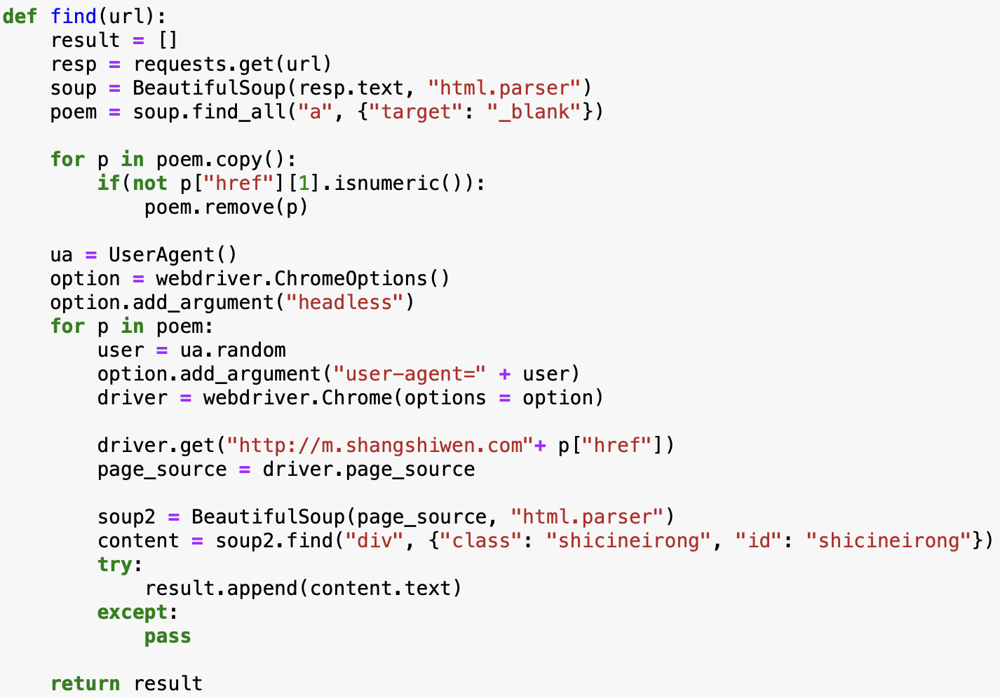 def find(url):
    result = []
    resp = requests.get(url)
    soup = BeautifulSoup(resp.text, "html.parser")
    poem = soup.find_all("a", {"target": "_blank"})

    for p in poem.copy():
        if(not p["href"][1].isnumeric()):
            poem.remove(p)

    ua = UserAgent()
    option = webdriver.ChromeOptions()
    option.add_argument("headless")
    for p in poem:
        user = ua.random
        option.add_argument("user-agent=" + user)
        driver = webdriver.Chrome(options = option)

        driver.get("http://m.shangshiwen.com"+ p["href"])
        page_source = driver.page_source

        soup2 = BeautifulSoup(page_source, "html.parser")
        content = soup2.find("div", {"class": "shicineirong", "id": "shicineirong"})
        try:
            result.append(content.text)
        except:
            pass

    return result